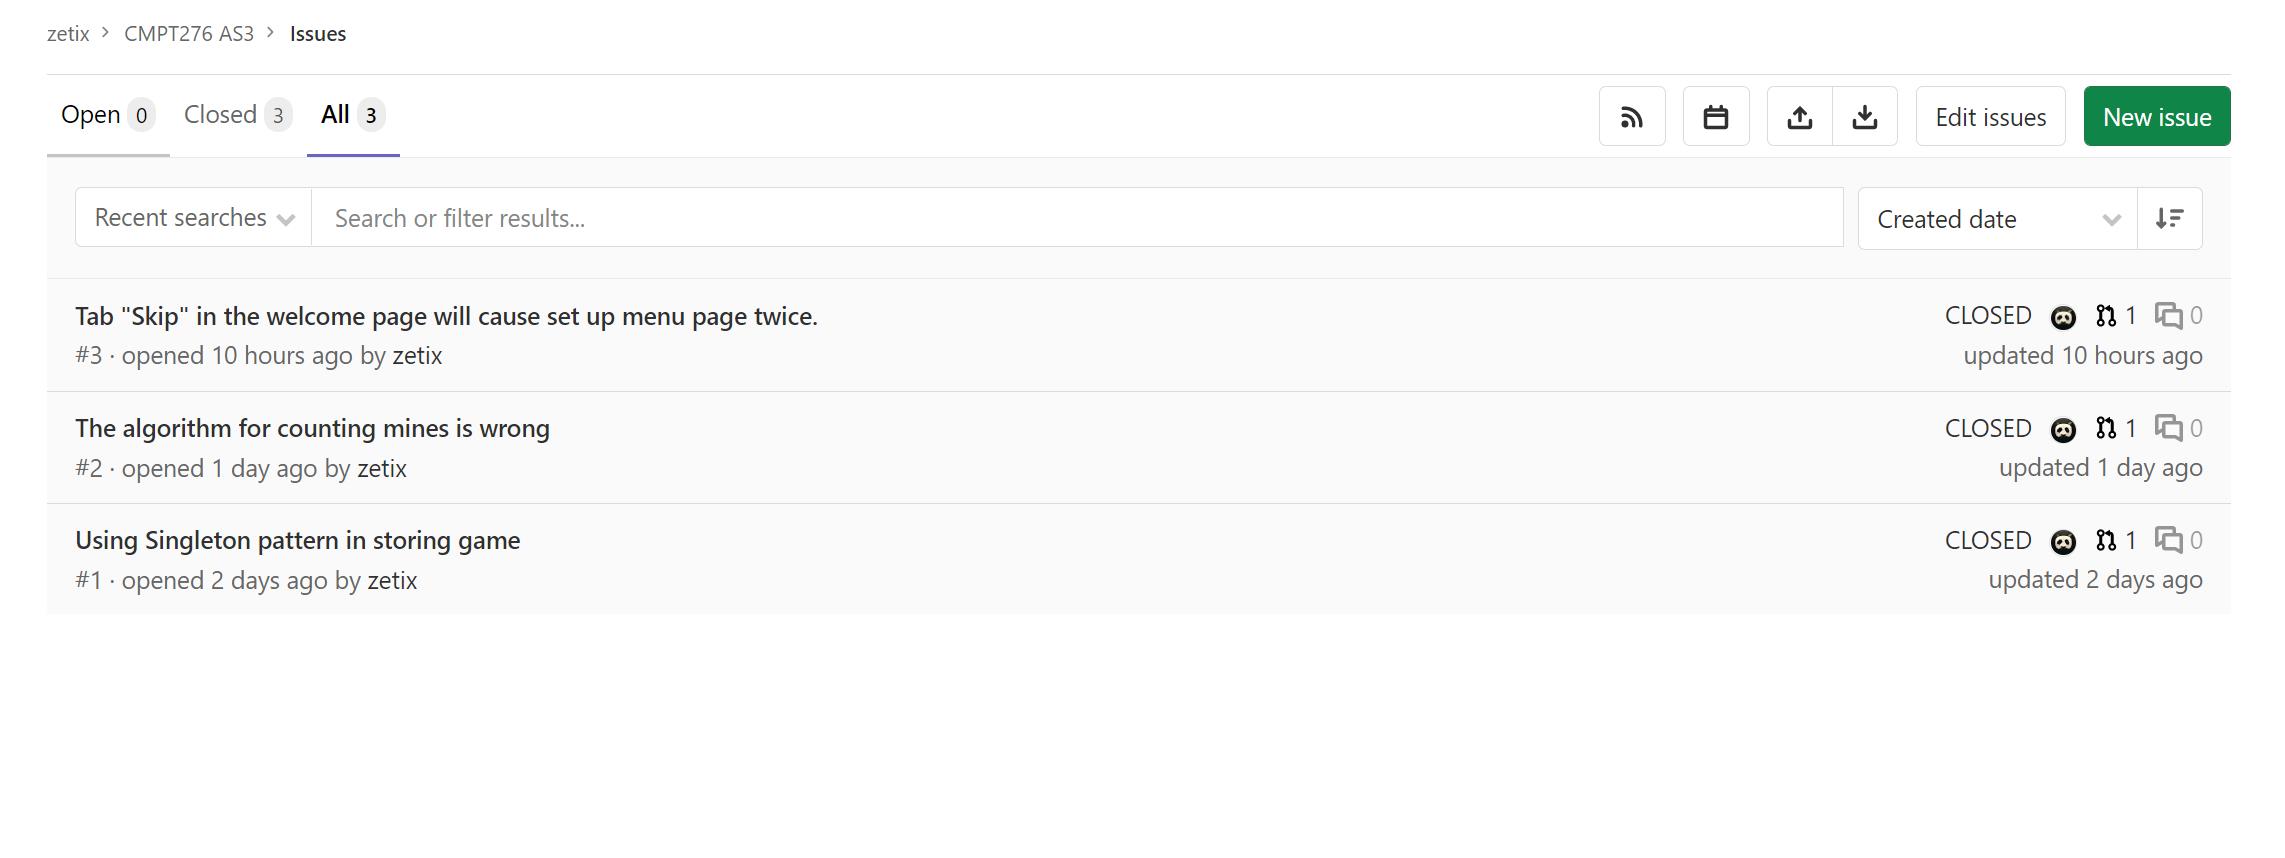 zetix > CMPT276 AS3 > Issues
Open 0 Closed 3 All 3
Edit issues
New issue
Recent searches
Search or filter results...
Created date
Tab "Skip" in the welcome page will cause set up menu page twice.
CLOSED 1 0
#3 · opened 10 hours ago by zetix
updated 10 hours ago
The algorithm for counting mines is wrong
CLOSED 1 0
#2 · opened 1 day ago by zetix
updated 1 day ago
Using Singleton pattern in storing game
CLOSED 1 0
#1 · opened 2 days ago by zetix
updated 2 days ago